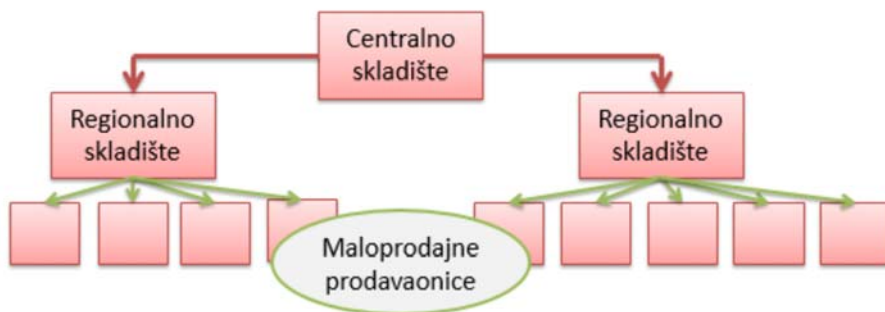 Centralno
skladište
Regionalno
skladište
Regionalno
skladište
Maloprodajne
prodavaonice